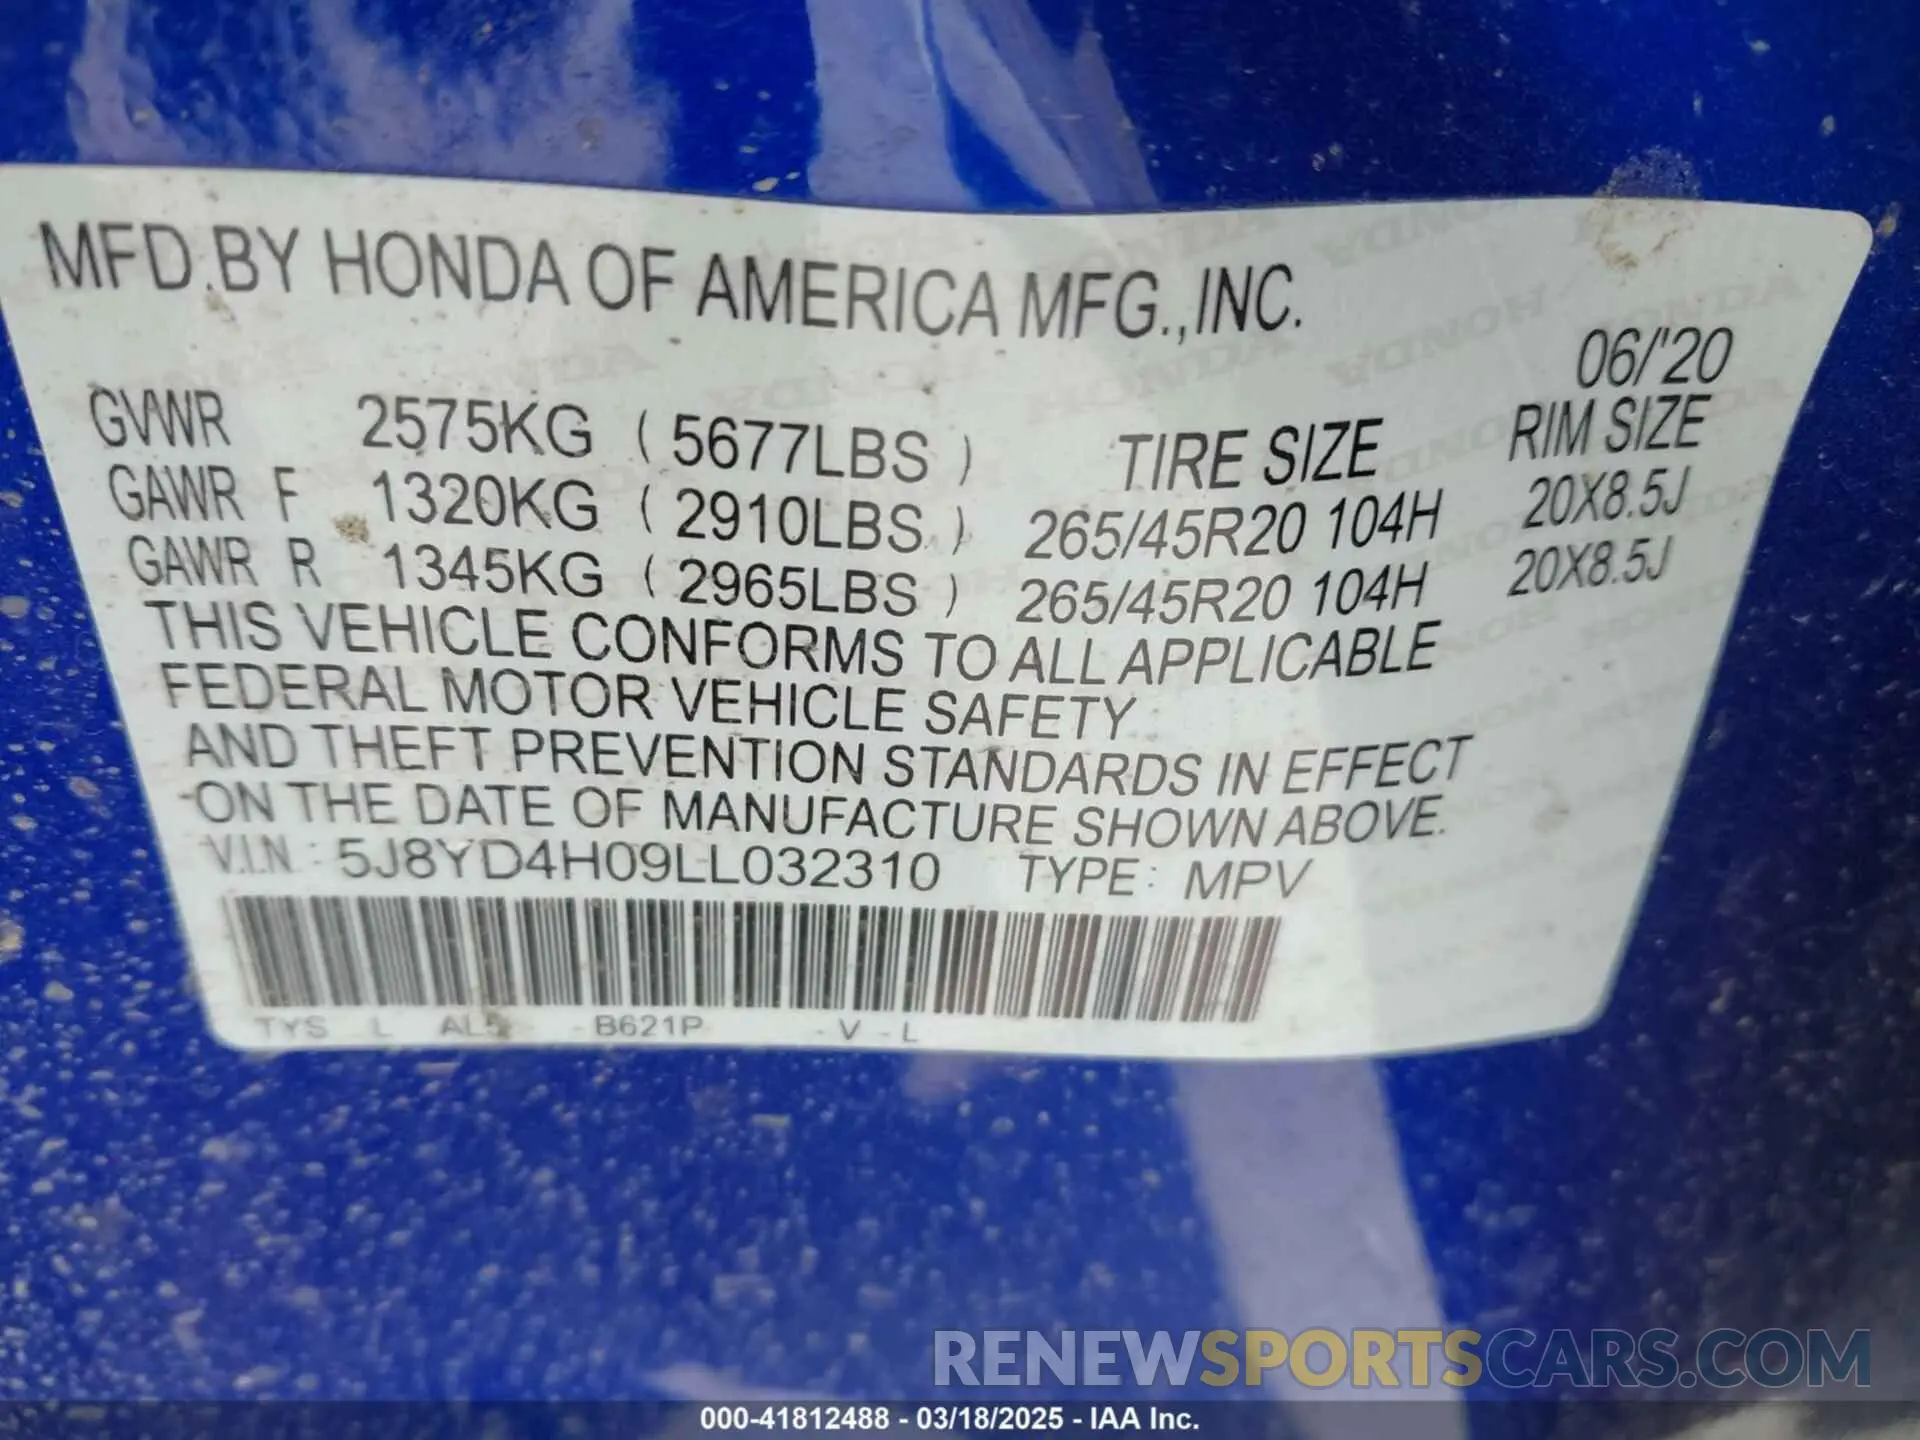 MFD.BY HONDA OF AMERICA MFG.,INC.
06/'20
GVWR 2575KG ( 5677LBS ) TIRE SIZE RIM SIZE
GAWR F 1320KG ( 2910LBS ) 265/45R20 104H 20X8.5J
GAWR R 1345KG ( 2965LBS ) 265/45R20 104H 20X8.5J
THIS VEHICLE CONFORMS TO ALL APPLICABLE
FEDERAL MOTOR VEHICLE SAFETY
AND THEFT PREVENTION STANDARDS IN EFFECT
ON THE DATE OF MANUFACTURE SHOWN ABOVE.
V.I.N : 5J8YD4H09LL032310 TYPE: MPV
TYS L B621P - V - L
RENEWSPORTSCARS.COM
000-41812488 - 03/18/2025 - IAA Inc.